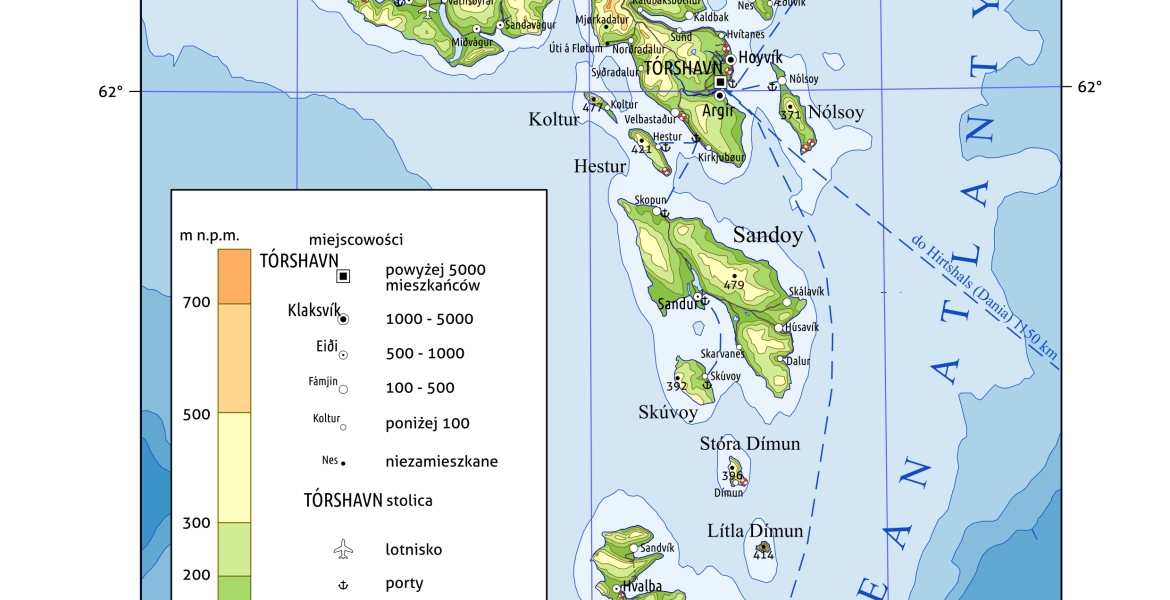 Vatnsoyrar
Sandavágur
Miðvágur
Kaldbaksbotnur
Nes
Æðuvík
Mjørkadalur
Kaldbak
Sund
Hvítanes
Úti á Fløtum
Norðradalur
Hoyvík
Syðradalur
TÓRSHAVN
Nólsoy
62°
62°
477
Koltur
Argir
371
Nólsoy
Koltur
Velbastaður
Hestur
421
Kirkjubøur
Hestur
Skopun
Sandoy
479
Skálavík
Sandur
Húsavík
Skarvanes
Dalur
Skúvoy
392
Skúvoy
Stóra Dímun
396
Dímun
Lítla Dímun
414
Sandvík
Hvalba
do Hirtshals (Dania) 1150 km
E A N A T L A N T Y
m n.p.m.
700
500
300
200
miejscowości
TÓRSHAVN
powyżej 5000
mieszkańców
Klaksvík
1000 - 5000
Eiði
500 - 1000
Fámjin
100 - 500
Koltur
poniżej 100
Nes
niezamieszkane
TÓRSHAVN stolica
lotnisko
porty